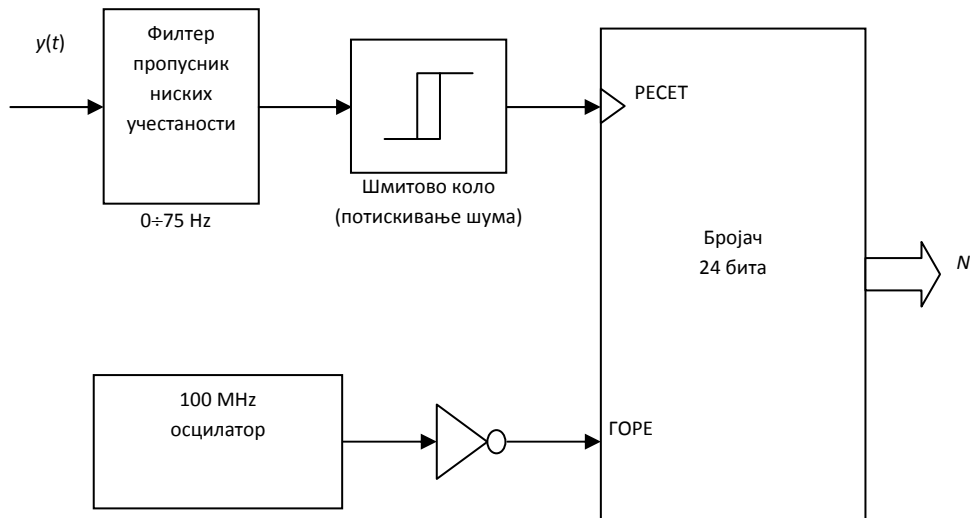 y(t)
Филтер
пропусник
ниских
учестаности
0÷75 Hz
Шмитово коло
(потискивање шума)
РЕСЕТ
Бројач
24 бита
N
100 MHz
осцилатор
ГОРЕ